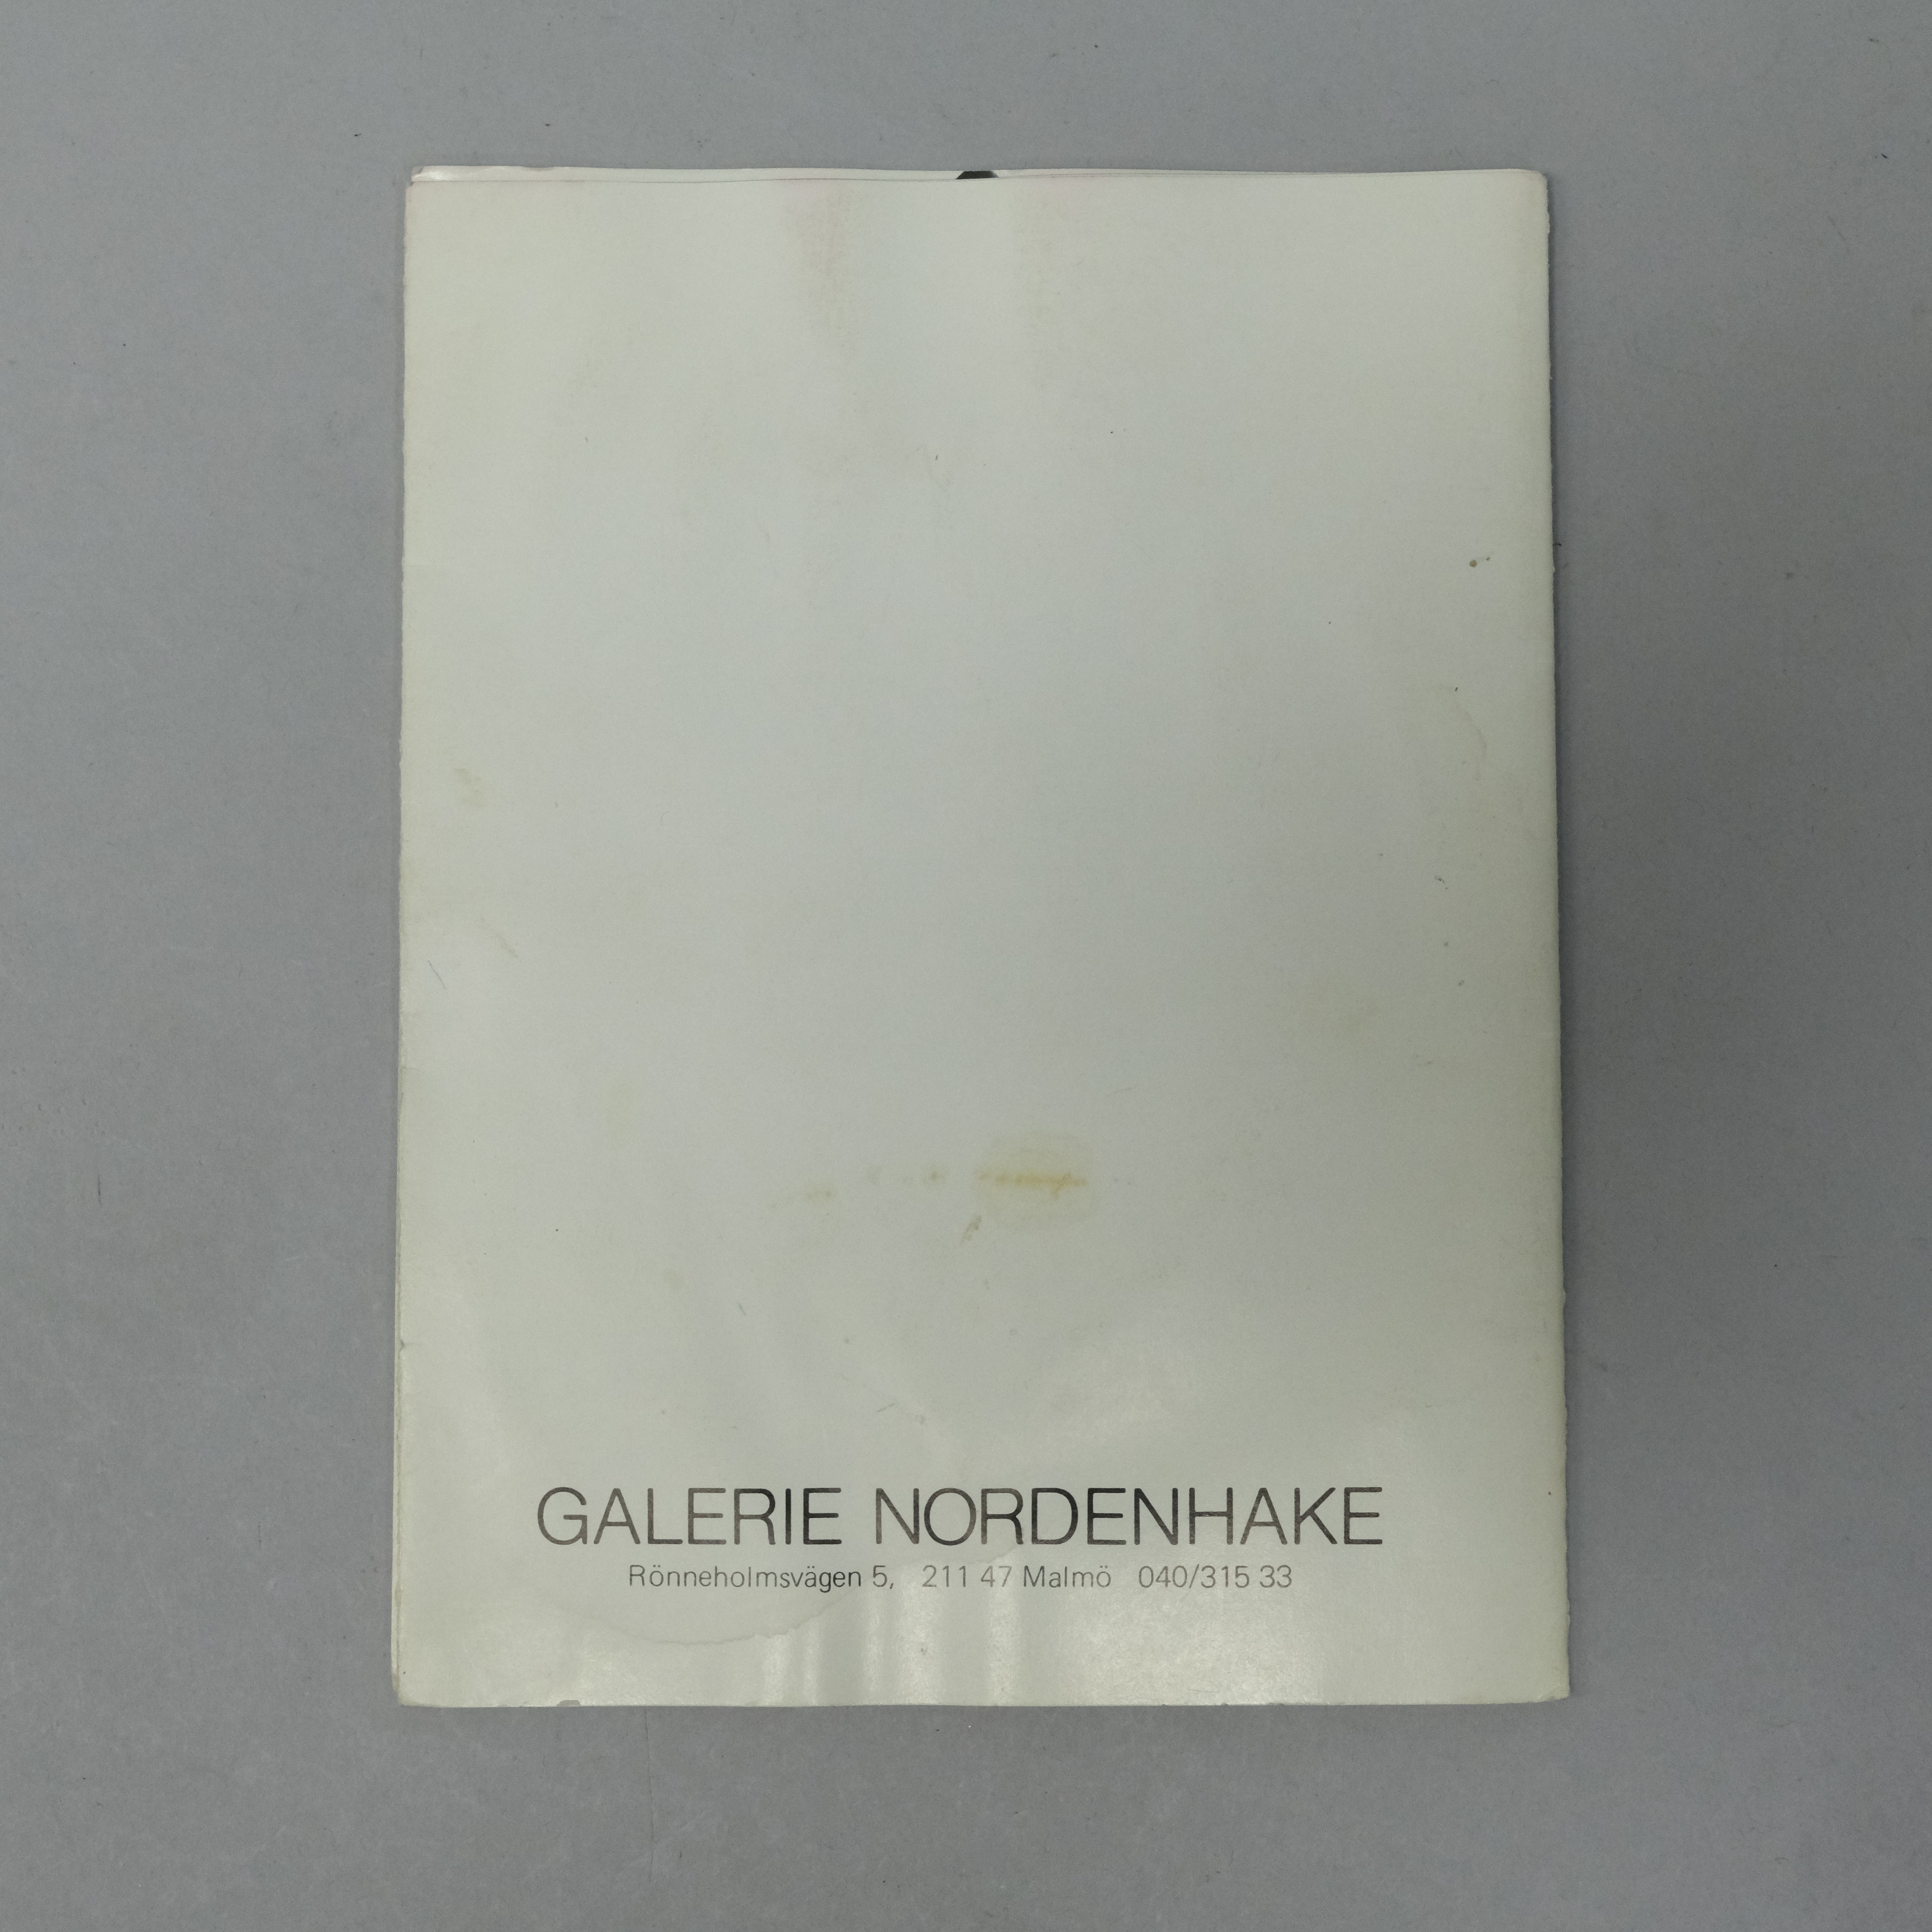 GALERIE NORDENHAKE
Rönneholmsvägen 5, 211 47 Malmö 040/315 33